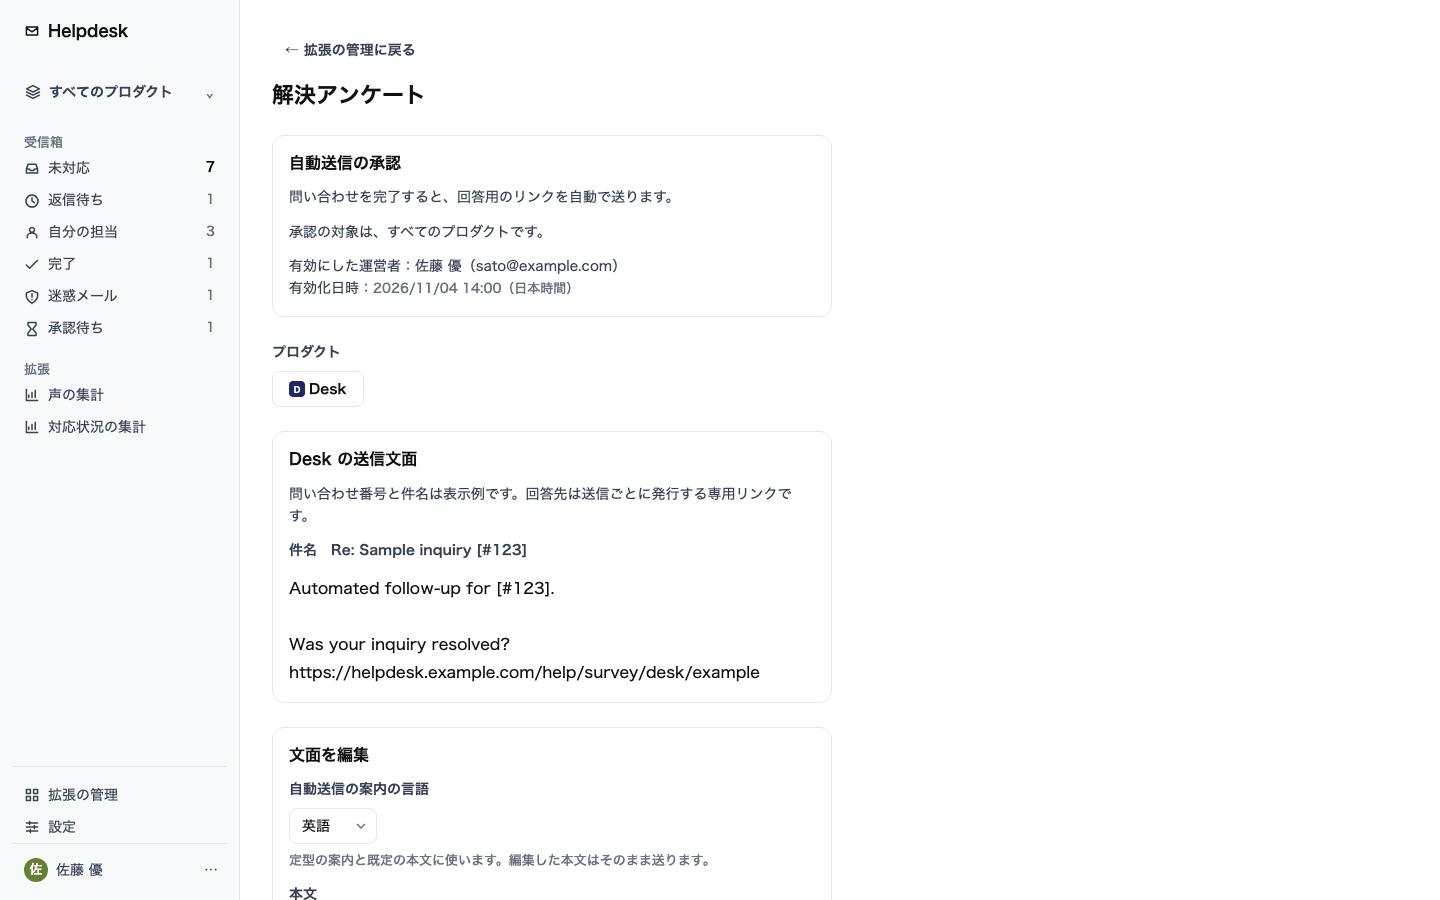 Helpdesk
すべてのプロダクト
受信箱
未対応 7
返信待ち 1
自分の担当 3
完了 1
迷惑メール 1
承認待ち 1
拡張
声の集計
対応状況の集計
拡張の管理
設定
佐 佐藤 優 …
← 拡張の管理に戻る
解決アンケート
自動送信の承認
問い合わせを完了すると、回答用のリンクを自動で送ります。
承認の対象は、すべてのプロダクトです。
有効にした運営者：佐藤 優（sato@example.com）
有効化日時：2026/11/04 14:00（日本時間）
プロダクト
D Desk
Desk の送信文面
問い合わせ番号と件名は表示例です。回答先は送信ごとに発行する専用リンクで
す。
件名 Re: Sample inquiry [#123]
Automated follow-up for [#123].
Was your inquiry resolved?
https://helpdesk.example.com/help/survey/desk/example
文面を編集
自動送信の案内の言語
英語
定型の案内と既定の本文に使います。編集した本文はそのまま送ります。
本文